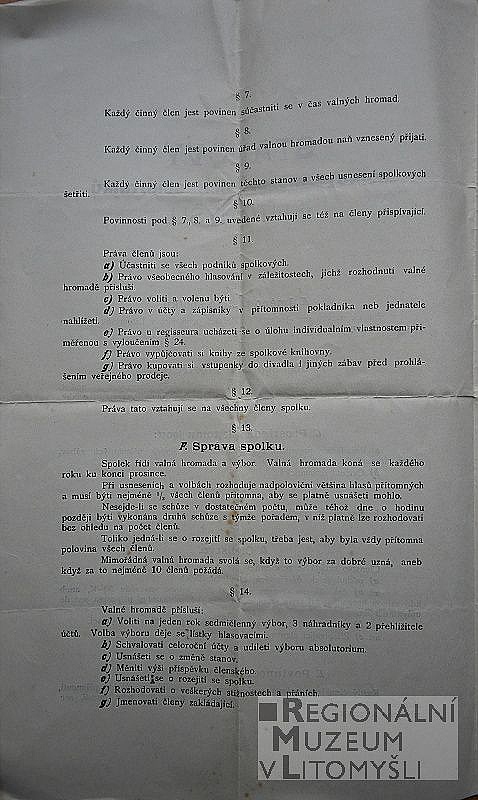 § 7.
Každý činný člen jest povinen súčastniti se v čas valných hromad.
§ 8.
Každý činný člen jest povinen úřad valnou hromadou naň vznesený přijati.
§ 9.
Každý činný člen jest povinen těchto stanov a všech usnesení spolkových
šetřiti.
§ 10.
Povinnosti pod § 7., 8. a 9. uvedené vztahují se též na členy přispívající.
§ 11.
Práva členů jsou:
a) Účastniti se všech podniků spolkových.
b) Právo všeobecného hlasování v záležitostech, jichž rozhodnutí valné
hromadě přísluší.
c) Právo voliti a volenu býti.
d) Právo v účty a zápisníky v přítomnosti pokladníka neb jednatele
nahlížeti.
e) Právo u regisseura ucházeti se o úlohu individualním vlastnostem při-
měřenou s vyloučením § 24.
f) Právo vypůjčovati si knihy ze spolkové knihovny.
g) Právo kupovati si vstupenky do divadla i jiných zábav před prohlá-
šením veřejného prodeje.
§ 12.
Práva tato vztahují se na všechny členy spolku.
§ 13.
F. Správa spolku.
Spolek řídí valná hromada a výbor. Valná hromada koná se každého
roku ku konci prosince.
Při usneseních a volbách rozhoduje nadpoloviční většina hlasů přítomných
a musí býti nejméně ¹/₃ všech členů přítomna, aby se platně usnášeti mohlo.
Nesejde-li se schůze v dostatečném počtu, může téhož dne o hodinu
později býti vykonána druhá schůze s týmže pořadem, v níž platně lze rozhodovati
bez ohledu na počet členů.
Toliko jedná-li se o rozejití se spolku, třeba jest, aby byla vždy přítomna
polovina všech členů.
Mimořádná valná hromada svolá se, když to výbor za dobré uzná, aneb
když za to nejméně 10 členů požádá.
§ 14.
Valné hromadě přísluší:
a) Voliti na jeden rok sedmičlenný výbor, 3 náhradníky a 2 přehlížitele
účtů. Volba výboru děje se lístky hlasovacími.
b) Schvalovati celoroční účty a uděliti výboru absolutorium.
c) Usnášeti se o změně stanov.
d) Měniti výši příspěvku členského.
e) Usnášeti se o rozejití se spolku.
f) Rozhodovati o veškerých stížnostech a přáních.
g) Jmenovati členy zakládající.
REGIONÁLNÍ
MUZEUM
V LITOMYŠLI